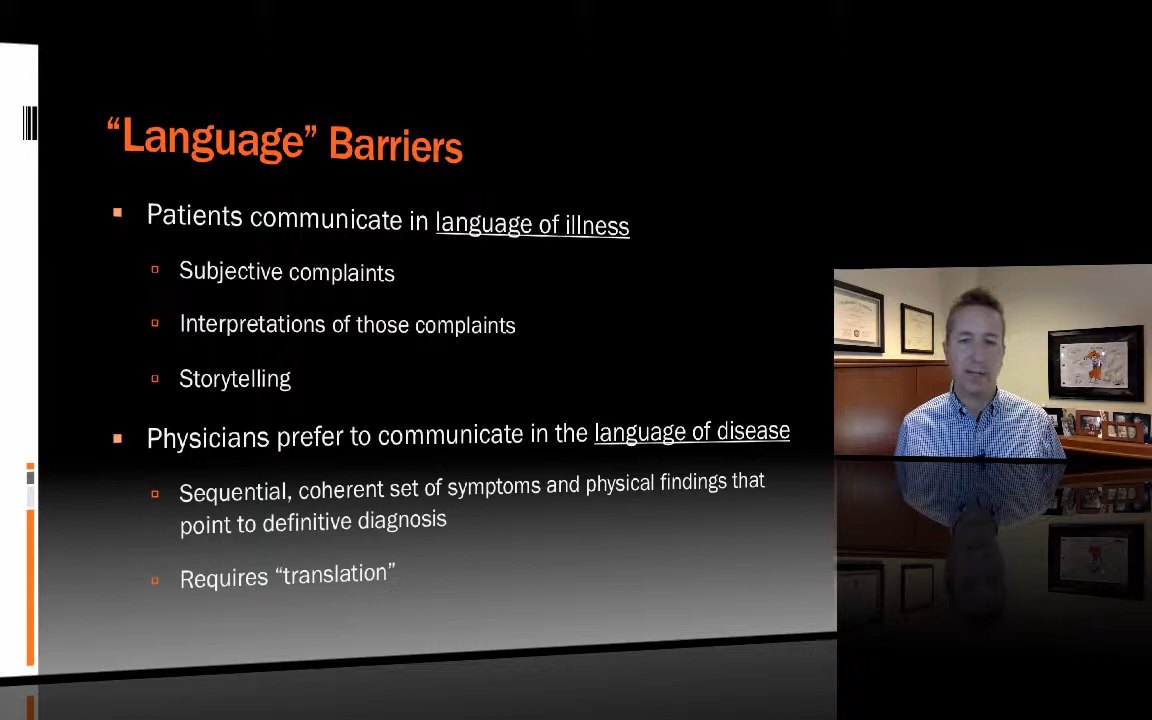 “Language” Barriers
Patients communicate in language of illness
Subjective complaints
Interpretations of those complaints
Storytelling
Physicians prefer to communicate in the language of disease
Sequential, coherent set of symptoms and physical findings that
point to definitive diagnosis
Requires “translation”